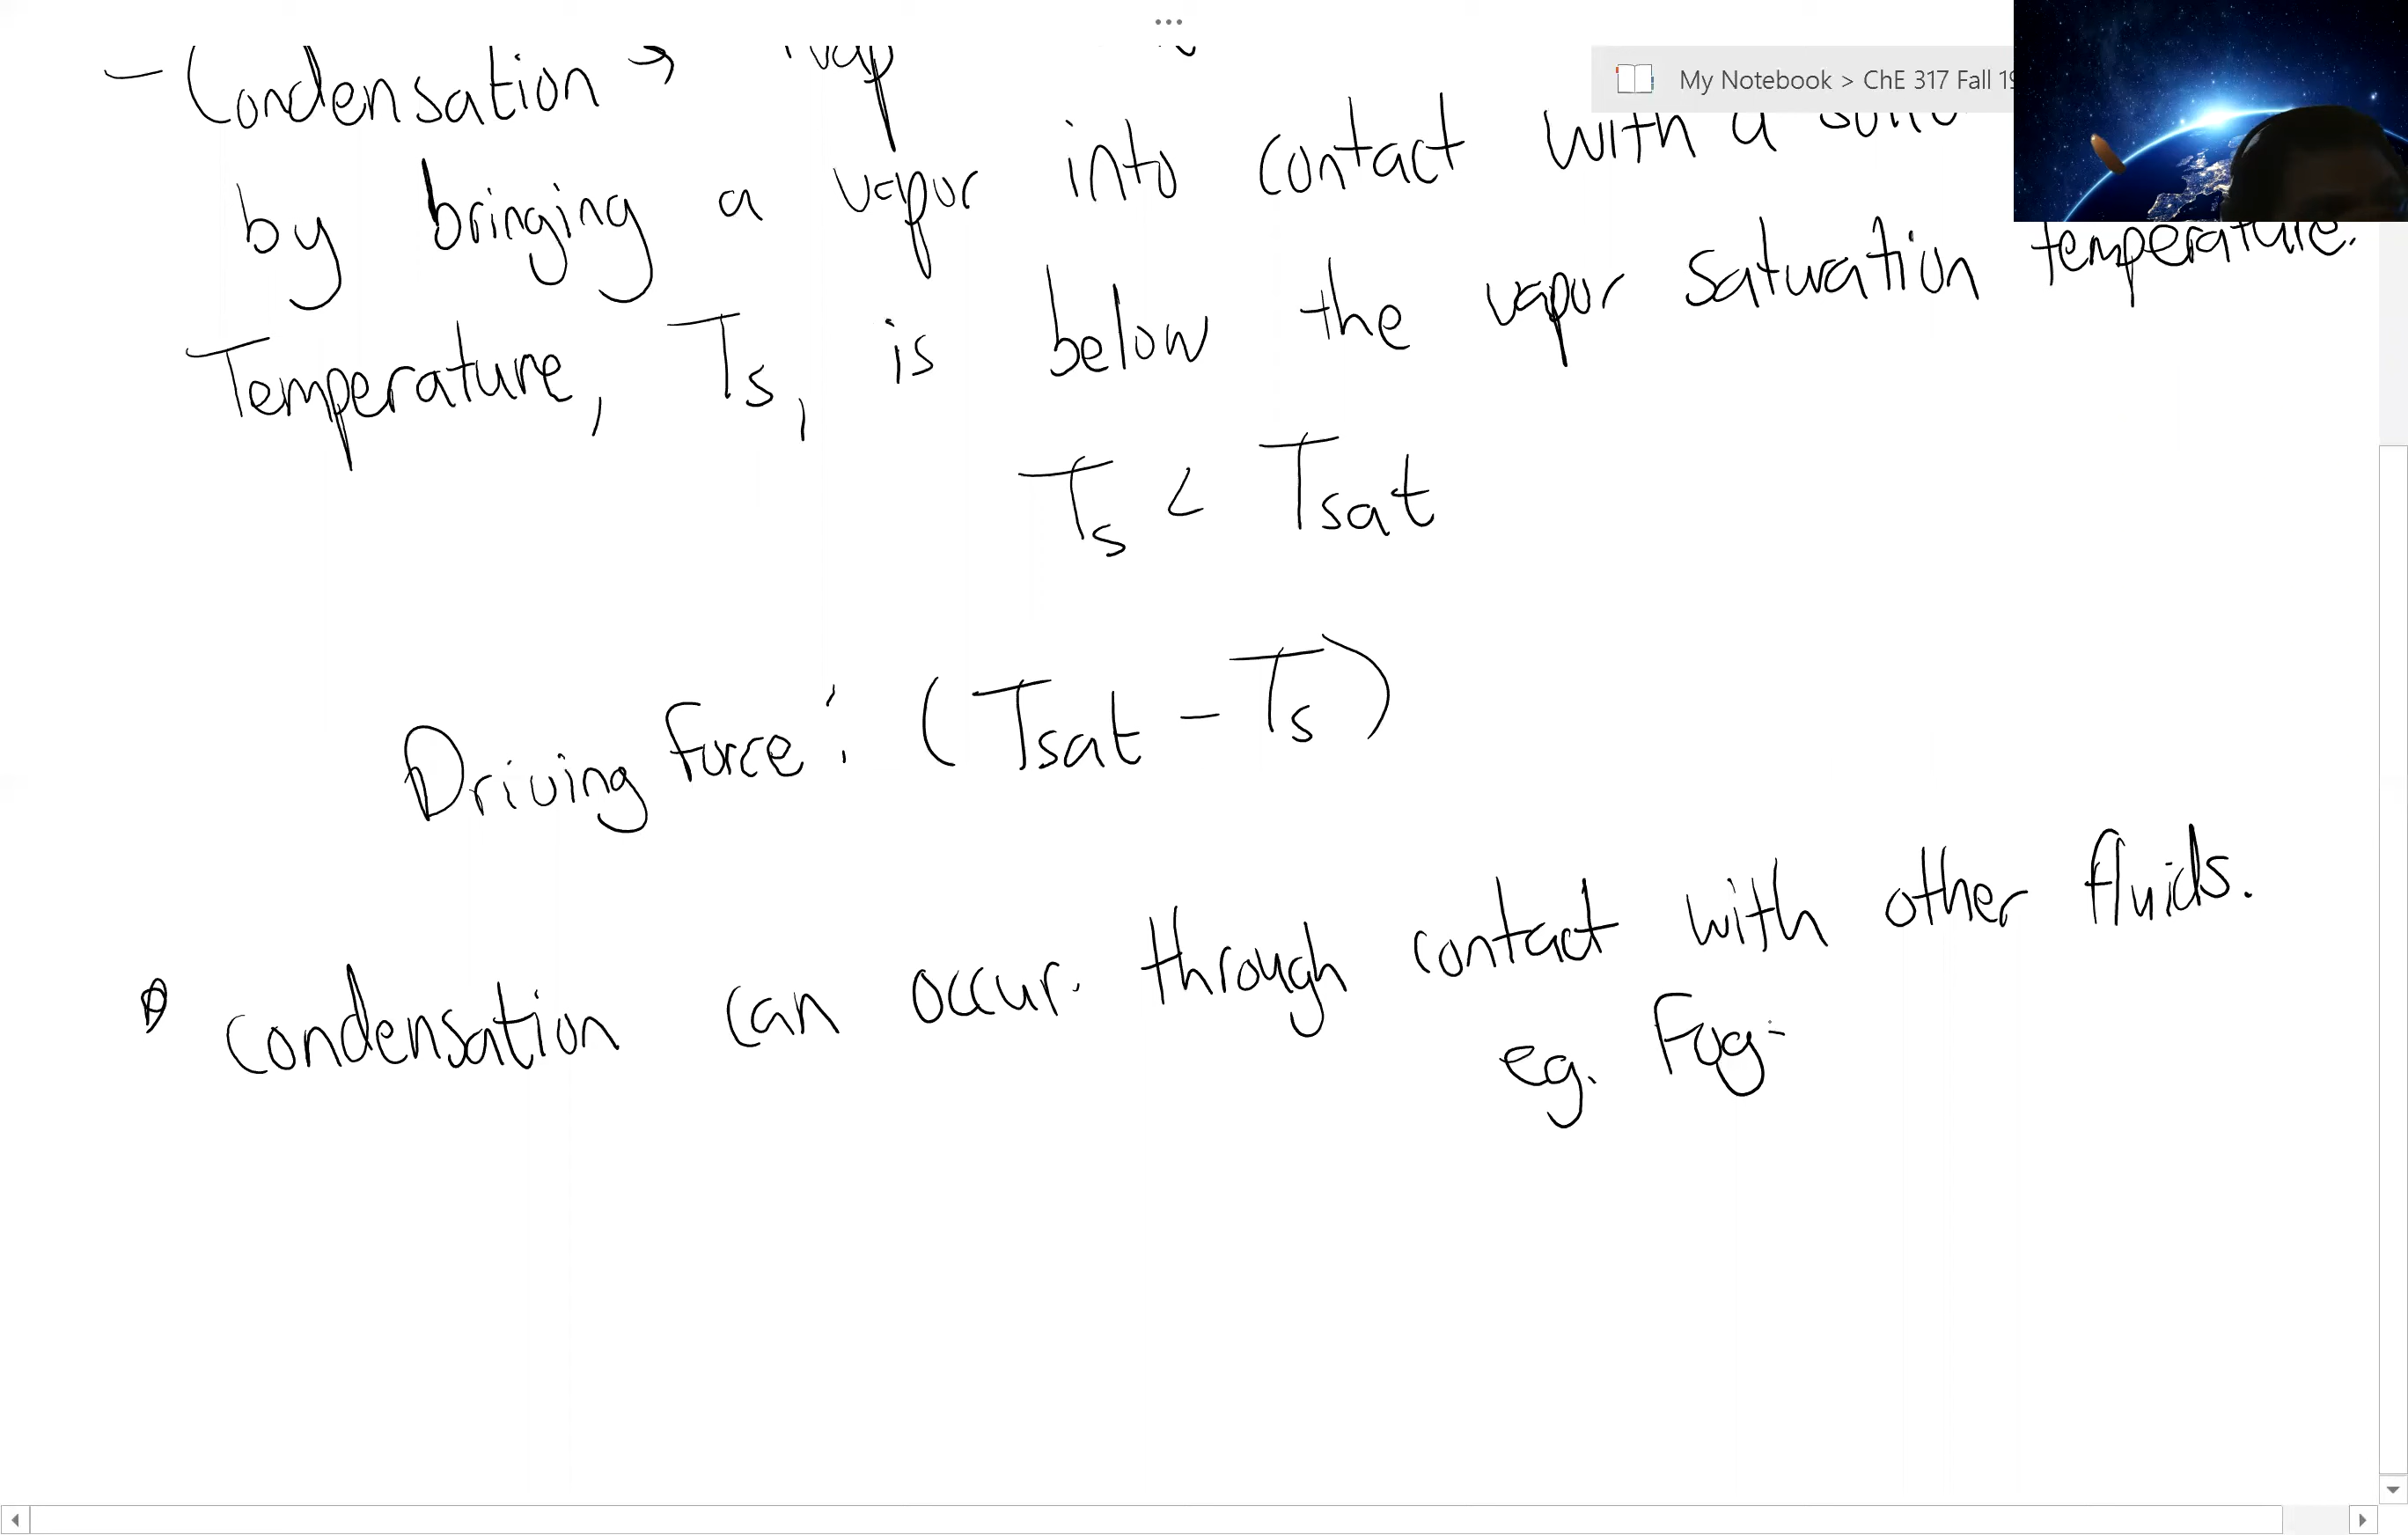 - Condensation →
My Notebook > ChE 317 Fall 19
by bringing a vapor into contact with a
Temperature, Ts, is below the vapor saturation temperature.
Ts < Tsat
Driving force: (Tsat - Ts)
Condensation can occur. through contact with other fluids.
eg. Fog-